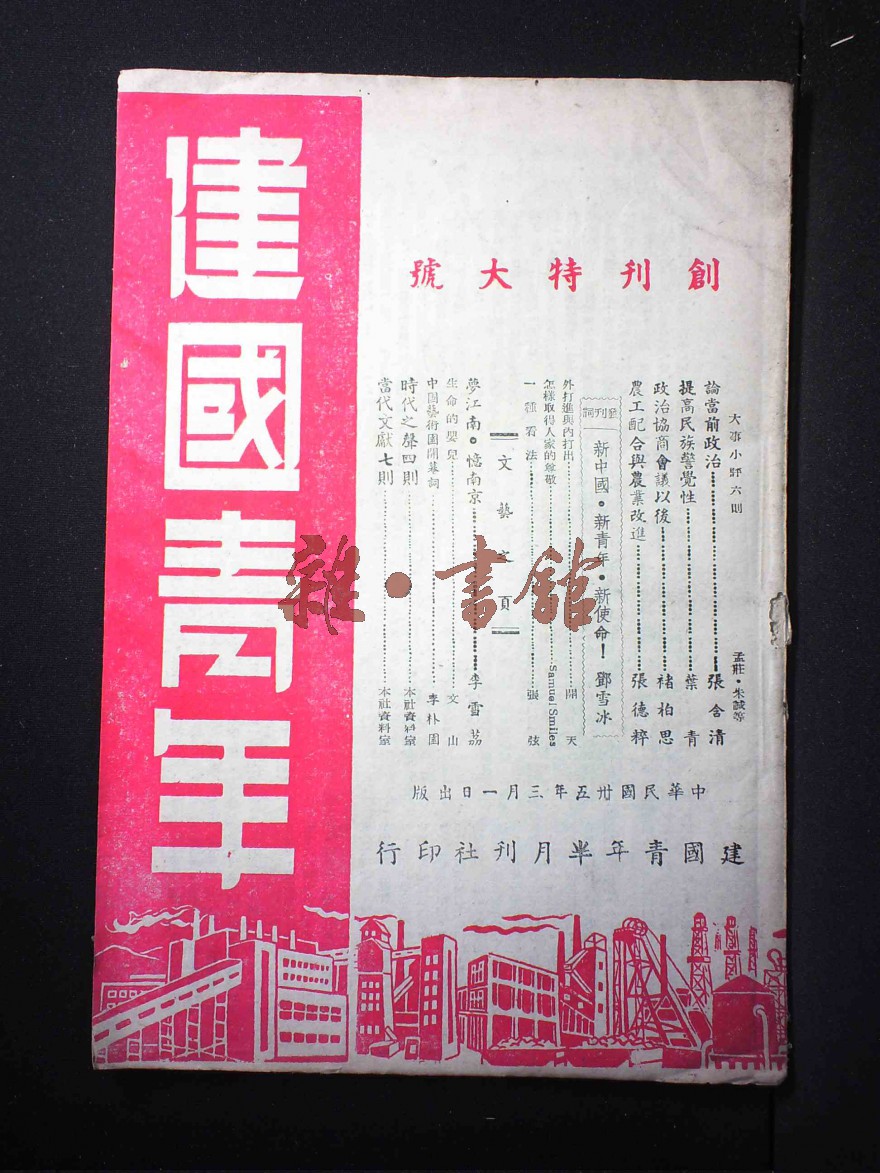 建國青年
創刊特大號
大事小評六則 孟莊・朱誠等
論當前政治 張含清
提高民族警覺性 葉青
政治協商會議以後 褚柏思
農工配合與農業改進 張德粹
發刊詞 新中國・新青年・新使命! 鄧雪冰
外打進與內打出 開天
怎樣取得人家的尊敬 Samuel Smiles
一種看法 張弦
文藝之頁
夢江南・憶南京 李雪荔
生命的嬰兒 文山
中國藝術園開幕詞 李朴園
時代之聲四則 本社資料室
當代文獻七則 本社資料室
中華民國卅五年三月一日出版
建國青年半月刊社印行
雜・書館